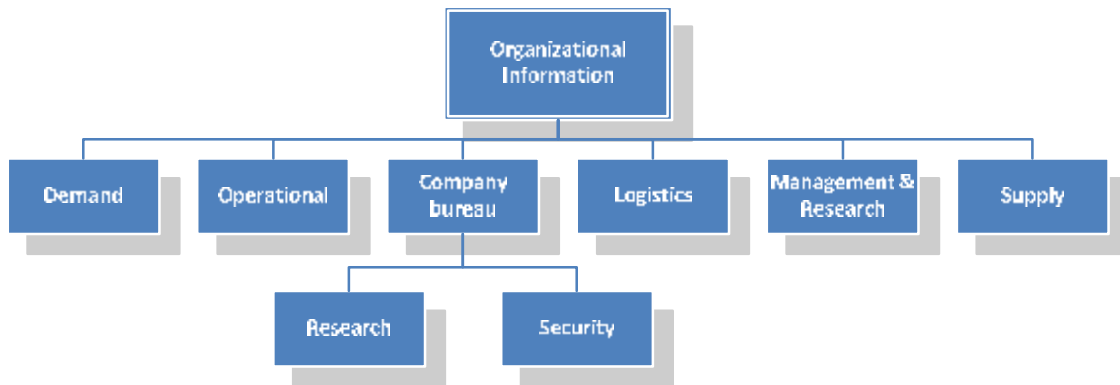 Organizational
Information
Demand
Operational
Company
bureau
Logistics
Management &
Research
Supply
Research
Security